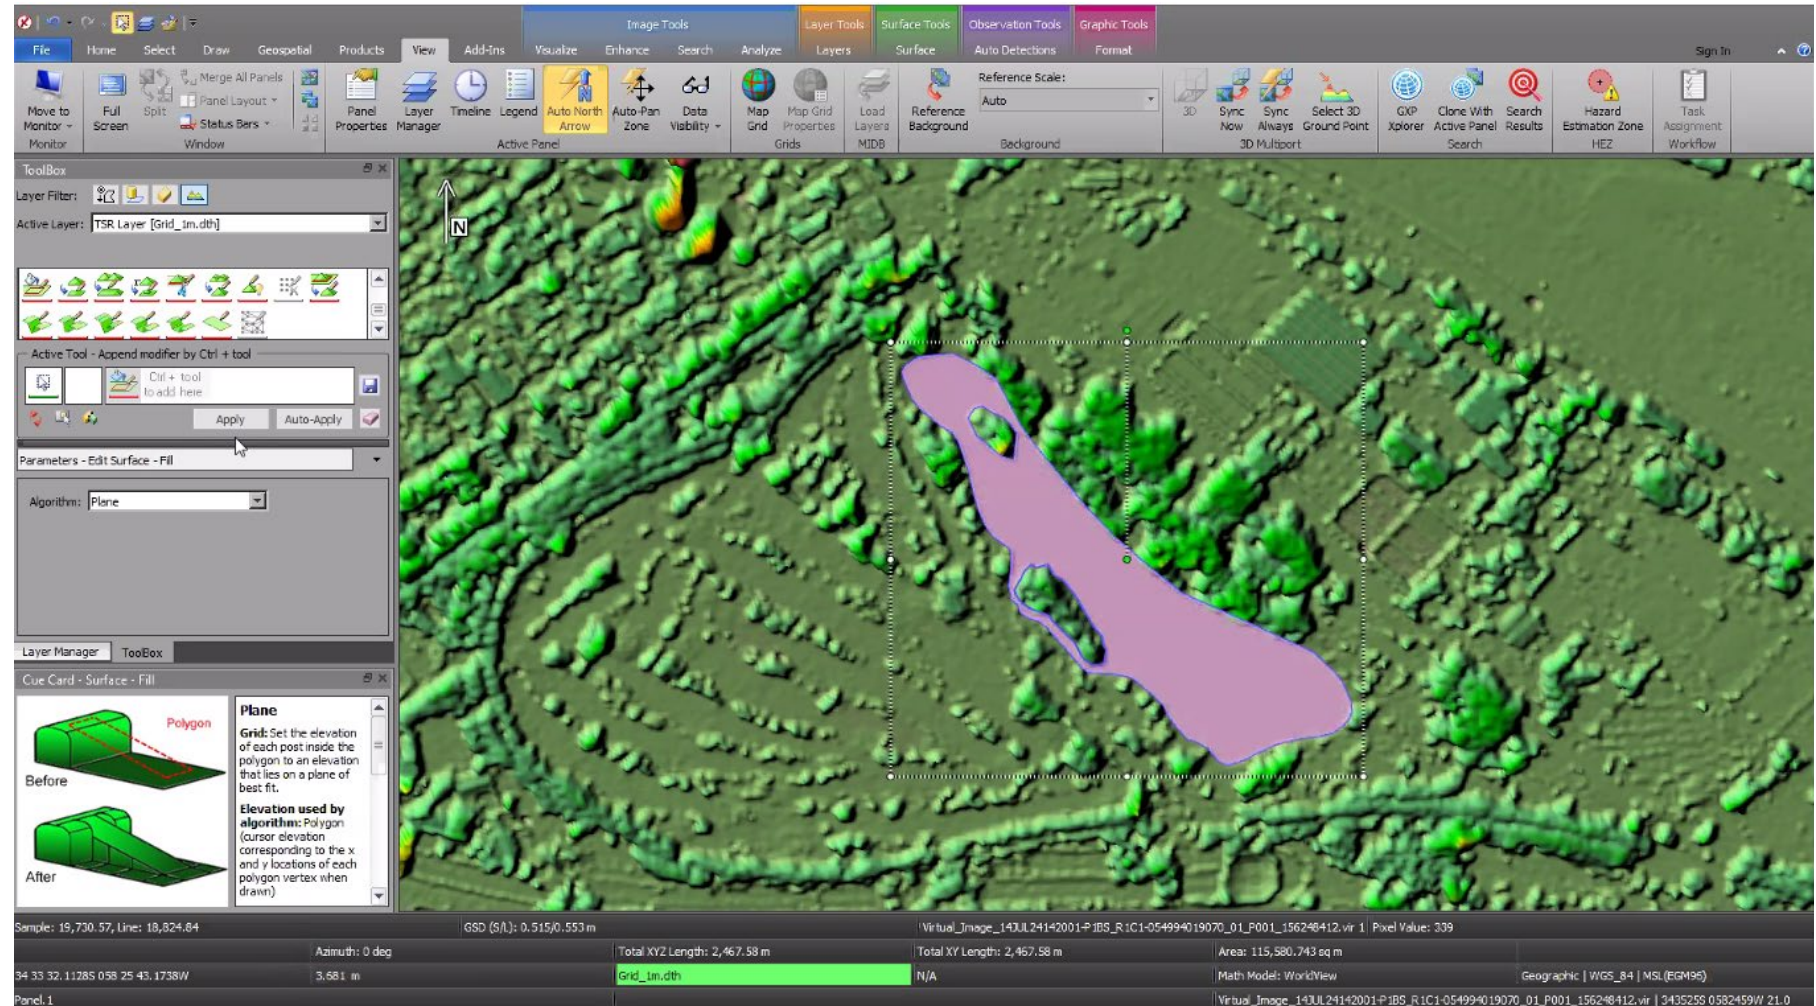 Image Tools
Layer Tools
Surface Tools
Observation Tools
Graphic Tools
File
Home
Select
Draw
Geospatial
Products
View
Add-Ins
Visualize
Enhance
Search
Analyze
Layers
Surface
Auto Detections
Format
Sign In
Move to
Monitor
Full
Screen
Split
Merge All Panels
Panel Layout
Status Bars
Panel
Properties
Layer
Manager
Timeline
Legend
Auto North
Arrow
Auto-Pan
Zone
Data
Visibility
Map
Grid
Map Grid
Properties
Load
Layers
Reference
Background
Reference Scale:
Auto
3D
Sync
Now
Sync
Always
Select 3D
Ground Point
GXP
Xplorer
Clone With
Active Panel
Search
Results
Hazard
Estimation Zone
Task
Assignment
Monitor
Window
Active Panel
Grids
MIDB
Background
3D Multiport
Search
HEZ
Workflow
ToolBox
Layer Filter:
Active Layer: TSR Layer [Grid_1m.dth]
Active Tool - Append modifier by Ctrl + tool
Ctrl + tool
to add here
Apply
Auto-Apply
Parameters - Edit Surface - Fill
Algorithm: Plane
Layer Manager
ToolBox
Cue Card - Surface - Fill
Polygon
Before
After
Plane
Grid: Set the elevation
of each post inside the
polygon to an elevation
that lies on a plane of
best fit.
Elevation used by
algorithm: Polygon
(cursor elevation
corresponding to the x
and y locations of each
polygon vertex when
drawn)
N
Sample: 19,730.57, Line: 18,824.84
GSD (S/L): 0.515/0.553 m
Virtual_Image_14JUL24142001-P1BS_R1C1-054994019070_01_P001_156248412.vir 1
Pixel Value: 339
Azimuth: 0 deg
Total XYZ Length: 2,467.58 m
Total XY Length: 2,467.58 m
Area: 115,580.743 sq m
34 33 32.1128S 058 25 43.1738W
3.681 m
Grid_1m.dth
N/A
Math Model: WorldView
Geographic | WGS_84 | MSL(EGM96)
Panel.1
Virtual_Image_14JUL24142001-P1BS_R1C1-054994019070_01_P001_156248412.vir | 343525S 0582459W 21.0